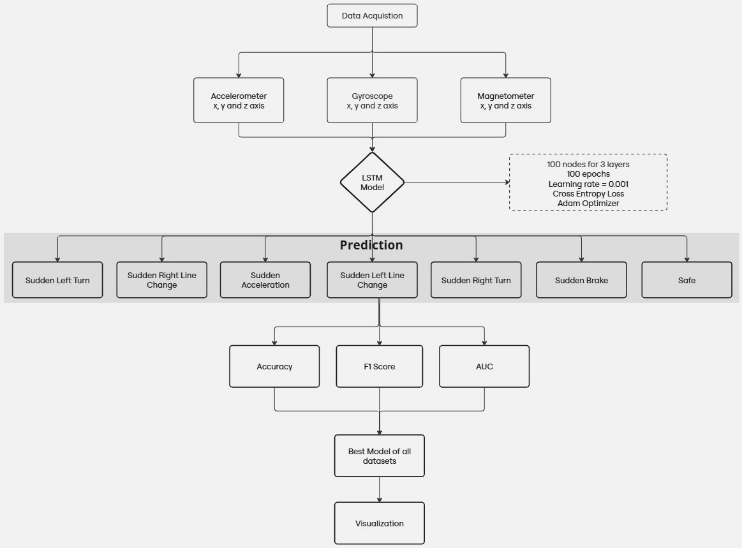 Data Acquistion
Accelerometer
x, y and z axis
Gyroscope
x, y and z axis
Magnetometer
x, y and z axis
LSTM
Model
100 nodes for 3 layers
100 epochs
Learning rate = 0.001
Cross Entropy Loss
Adam Optimizer
Prediction
Sudden Left Turn
Sudden Right Line
Change
Sudden
Acceleration
Sudden Left Line
Change
Sudden Right Turn
Sudden Brake
Safe
Accuracy
F1 Score
AUC
Best Model of all
datasets
Visualization